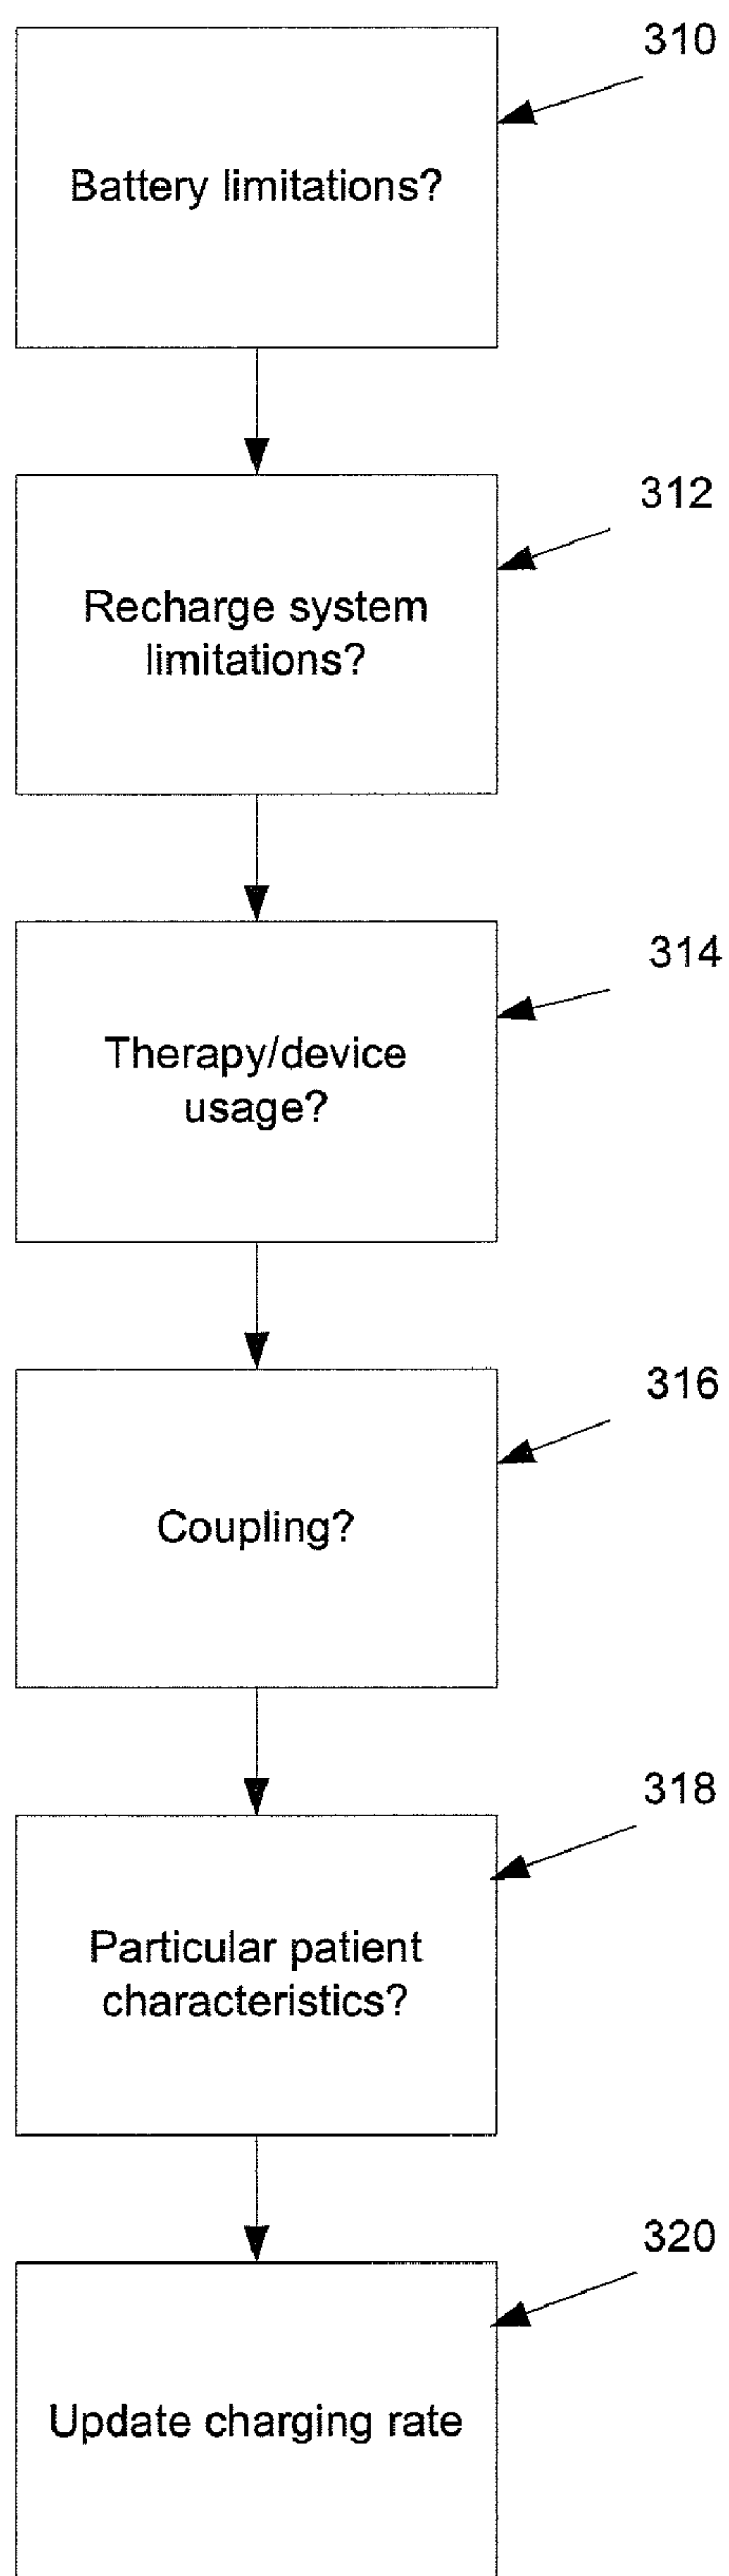 310
Battery limitations?
312
Recharge system
limitations?
314
Therapy/device
usage?
316
Coupling?
318
Particular patient
characteristics?
320
Update charging rate